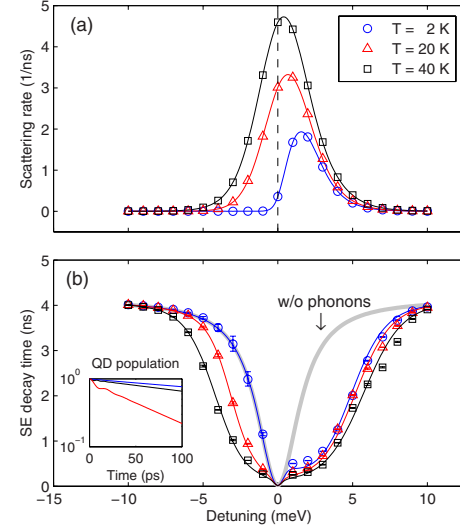 (a)
T = 2 K
T = 20 K
T = 40 K
5
4
3
2
1
0
Scattering rate (1/ns)
(b)
w/o phonons
5
4
3
2
1
0
SE decay time (ns)
QD population
10⁰
10⁻¹
0
50
100
Time (ps)
−15
−10
−5
0
5
10
15
Detuning (meV)